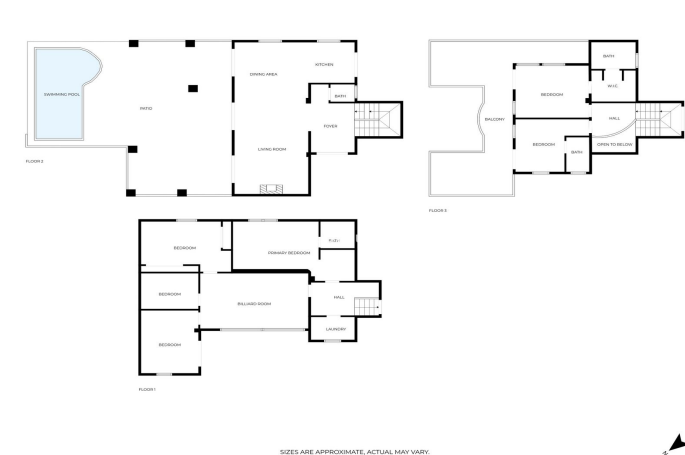 SWIMMING POOL
PATIO
DINING AREA
KITCHEN
BATH
FOYER
LIVING ROOM
FLOOR 2
BATH
W.I.C
BEDROOM
HALL
BALCONY
BEDROOM
BATH
OPEN TO BELOW
FLOOR 3
BEDROOM
PRIMARY BEDROOM
BEDROOM
BILLIARD ROOM
HALL
LAUNDRY
BEDROOM
FLOOR 1
SIZES ARE APPROXIMATE, ACTUAL MAY VARY.
N